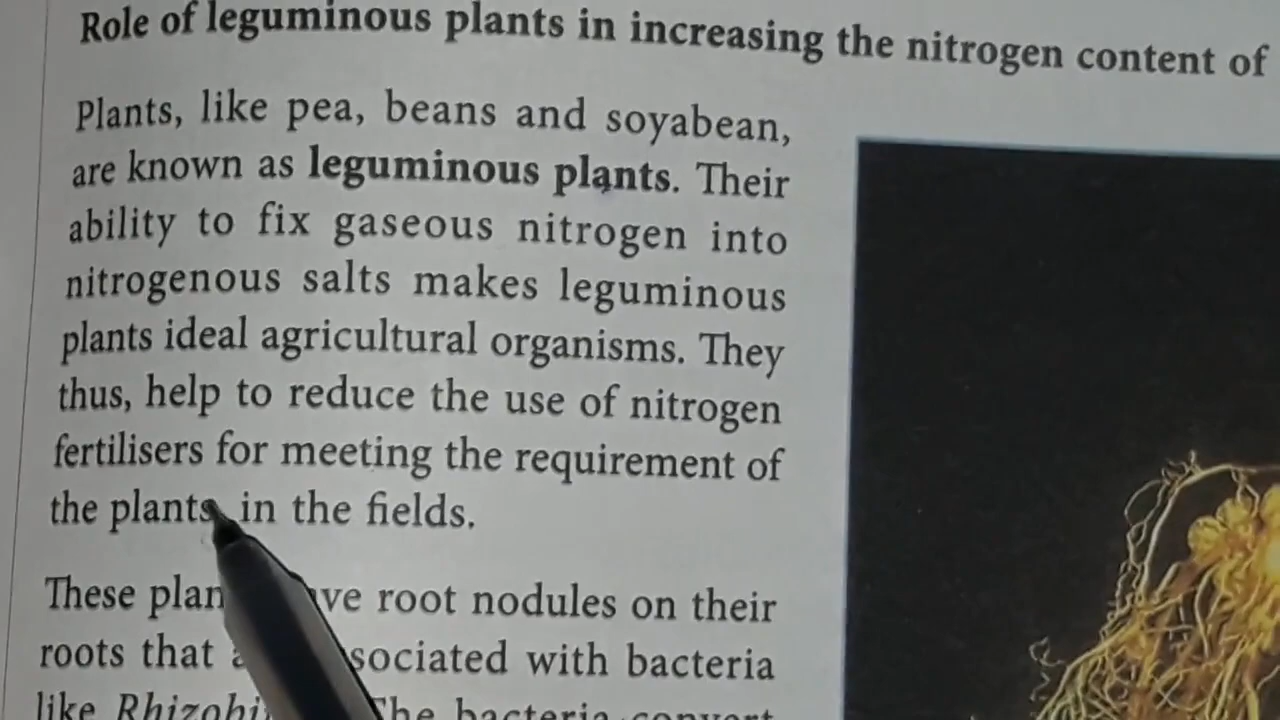 Role of leguminous plants in increasing the nitrogen content of
Plants, like pea, beans and soyabean,
are known as leguminous plants. Their
ability to fix gaseous nitrogen into
nitrogenous salts makes leguminous
plants ideal agricultural organisms. They
thus, help to reduce the use of nitrogen
fertilisers for meeting the requirement of
the plants in the fields.
These root nodules on their
roots that with bacteria
like The bacteria convert